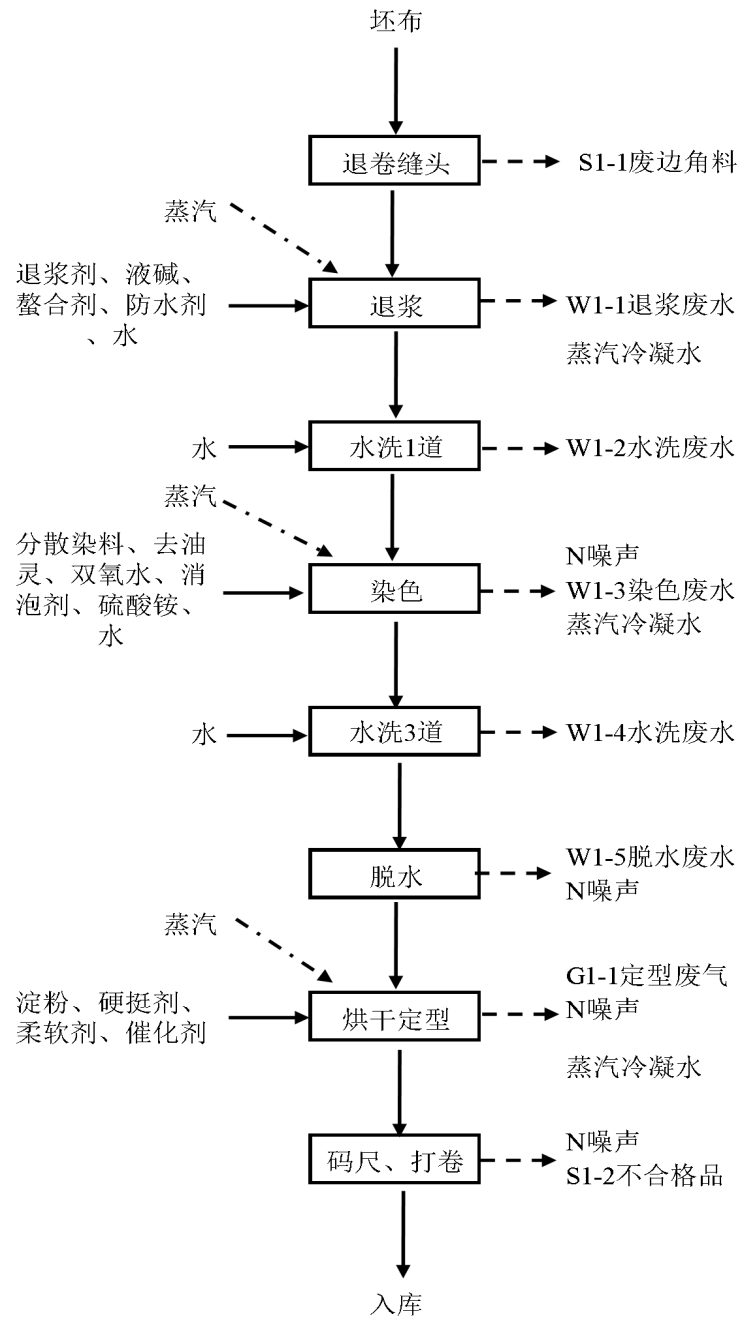 坯布
退卷缝头
S1-1废边角料
蒸汽
退浆剂、液碱、
螯合剂、防水剂
、水
退浆
W1-1退浆废水
蒸汽冷凝水
水
水洗1道
W1-2水洗废水
蒸汽
分散染料、去油
灵、双氧水、消
泡剂、硫酸铵、
水
染色
N噪声
W1-3染色废水
蒸汽冷凝水
水
水洗3道
W1-4水洗废水
脱水
W1-5脱水废水
N噪声
蒸汽
淀粉、硬挺剂、
柔软剂、催化剂
烘干定型
G1-1定型废气
N噪声
蒸汽冷凝水
码尺、打卷
N噪声
S1-2不合格品
入库